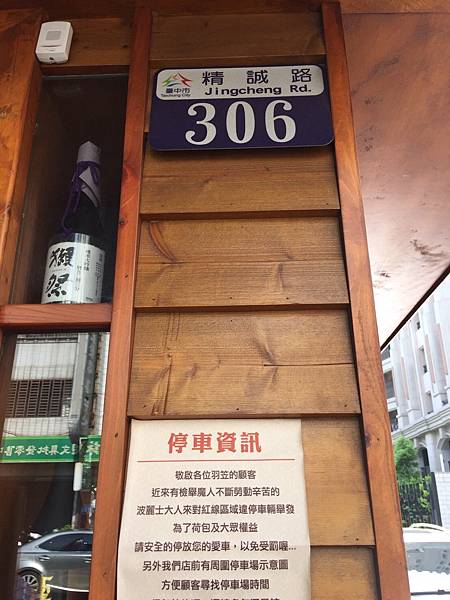 臺中市
Taichung City
精誠路
Jingcheng Rd.
306
獺祭
停車資訊
敬啟各位羽笠的顧客
近來有檢舉魔人不斷勞動辛苦的
波麗士大人來對紅線區域違停車輛舉發
為了荷包及大眾權益
請安全的停放您的愛車，以免受罰喔...
另外我們店前有周圍停車場示意圖
方便顧客尋找停車場時間